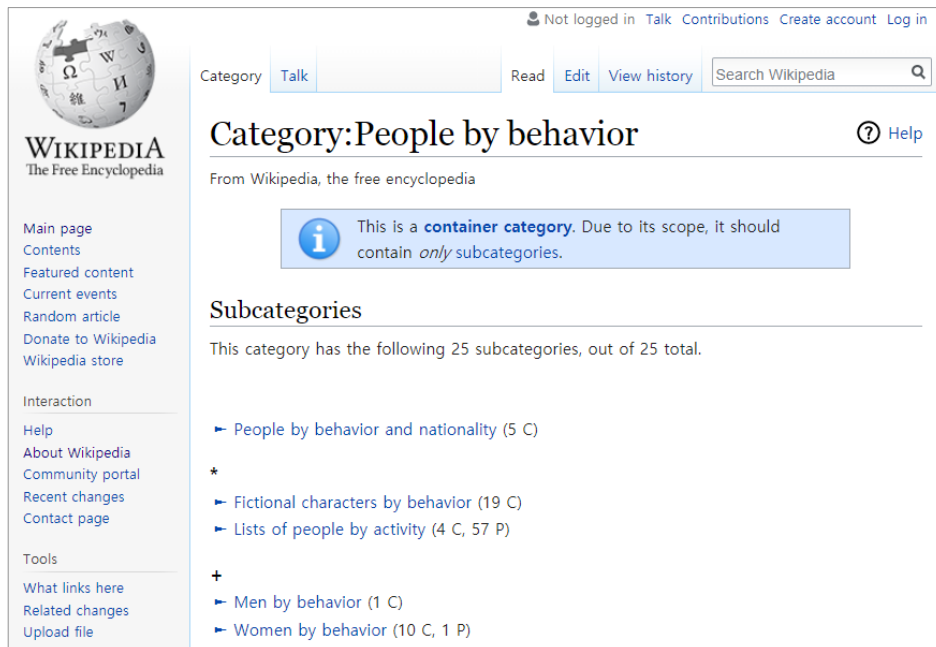 Not logged in Talk Contributions Create account Log in
Category Talk Read Edit View history Search Wikipedia
WIKIPEDIA
The Free Encyclopedia
Main page
Contents
Featured content
Current events
Random article
Donate to Wikipedia
Wikipedia store
Interaction
Help
About Wikipedia
Community portal
Recent changes
Contact page
Tools
What links here
Related changes
Upload file
Category:People by behavior
Help
From Wikipedia, the free encyclopedia
This is a container category. Due to its scope, it should
contain only subcategories.
Subcategories
This category has the following 25 subcategories, out of 25 total.
► People by behavior and nationality (5 C)
*
► Fictional characters by behavior (19 C)
► Lists of people by activity (4 C, 57 P)
+
► Men by behavior (1 C)
► Women by behavior (10 C, 1 P)